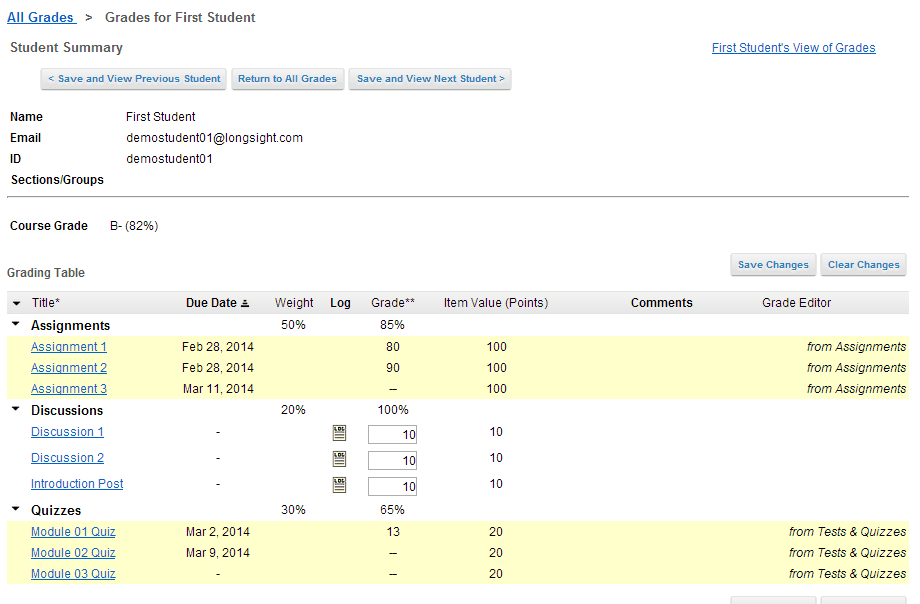 All Grades > Grades for First Student
Student Summary
First Student's View of Grades
< Save and View Previous Student Return to All Grades Save and View Next Student >
Name First Student
Email demostudent01@longsight.com
ID demostudent01
Sections/Groups
Course Grade B- (82%)
Save Changes Clear Changes
Grading Table
Title* Due Date Weight Log Grade** Item Value (Points) Comments Grade Editor
Assignments 50% 85%
Assignment 1 Feb 28, 2014 80 100 from Assignments
Assignment 2 Feb 28, 2014 90 100 from Assignments
Assignment 3 Mar 11, 2014 -- 100 from Assignments
Discussions 20% 100%
Discussion 1 - LOG 10 10
Discussion 2 - LOG 10 10
Introduction Post - LOG 10 10
Quizzes 30% 65%
Module 01 Quiz Mar 2, 2014 13 20 from Tests & Quizzes
Module 02 Quiz Mar 9, 2014 -- 20 from Tests & Quizzes
Module 03 Quiz - -- 20 from Tests & Quizzes